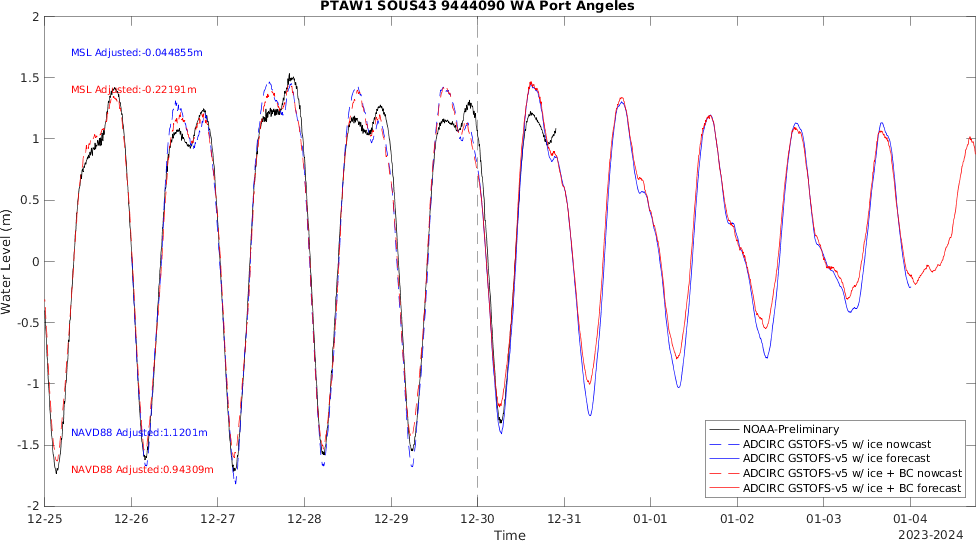 PTAW1 SOUS43 9444090 WA Port Angeles
MSL Adjusted:-0.044855m
MSL Adjusted:-0.22191m
NAVD88 Adjusted:1.1201m
NAVD88 Adjusted:0.94309m
Water Level (m)
2
1.5
1
0.5
0
-0.5
-1
-1.5
-2
NOAA-Preliminary
ADCIRC GSTOFS-v5 w/ ice nowcast
ADCIRC GSTOFS-v5 w/ ice forecast
ADCIRC GSTOFS-v5 w/ ice + BC nowcast
ADCIRC GSTOFS-v5 w/ ice + BC forecast
12-25 12-26 12-27 12-28 12-29 12-30 12-31 01-01 01-02 01-03 01-04
Time
2023-2024